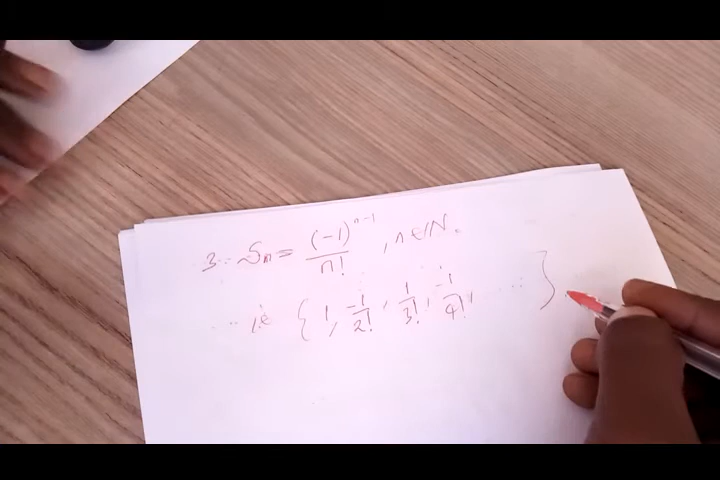 3. Sn = (-1)^{n-1} / n! , n ∈ N.
i.e { 1, -1/2!, 1/3!, -1/4!, ..... }